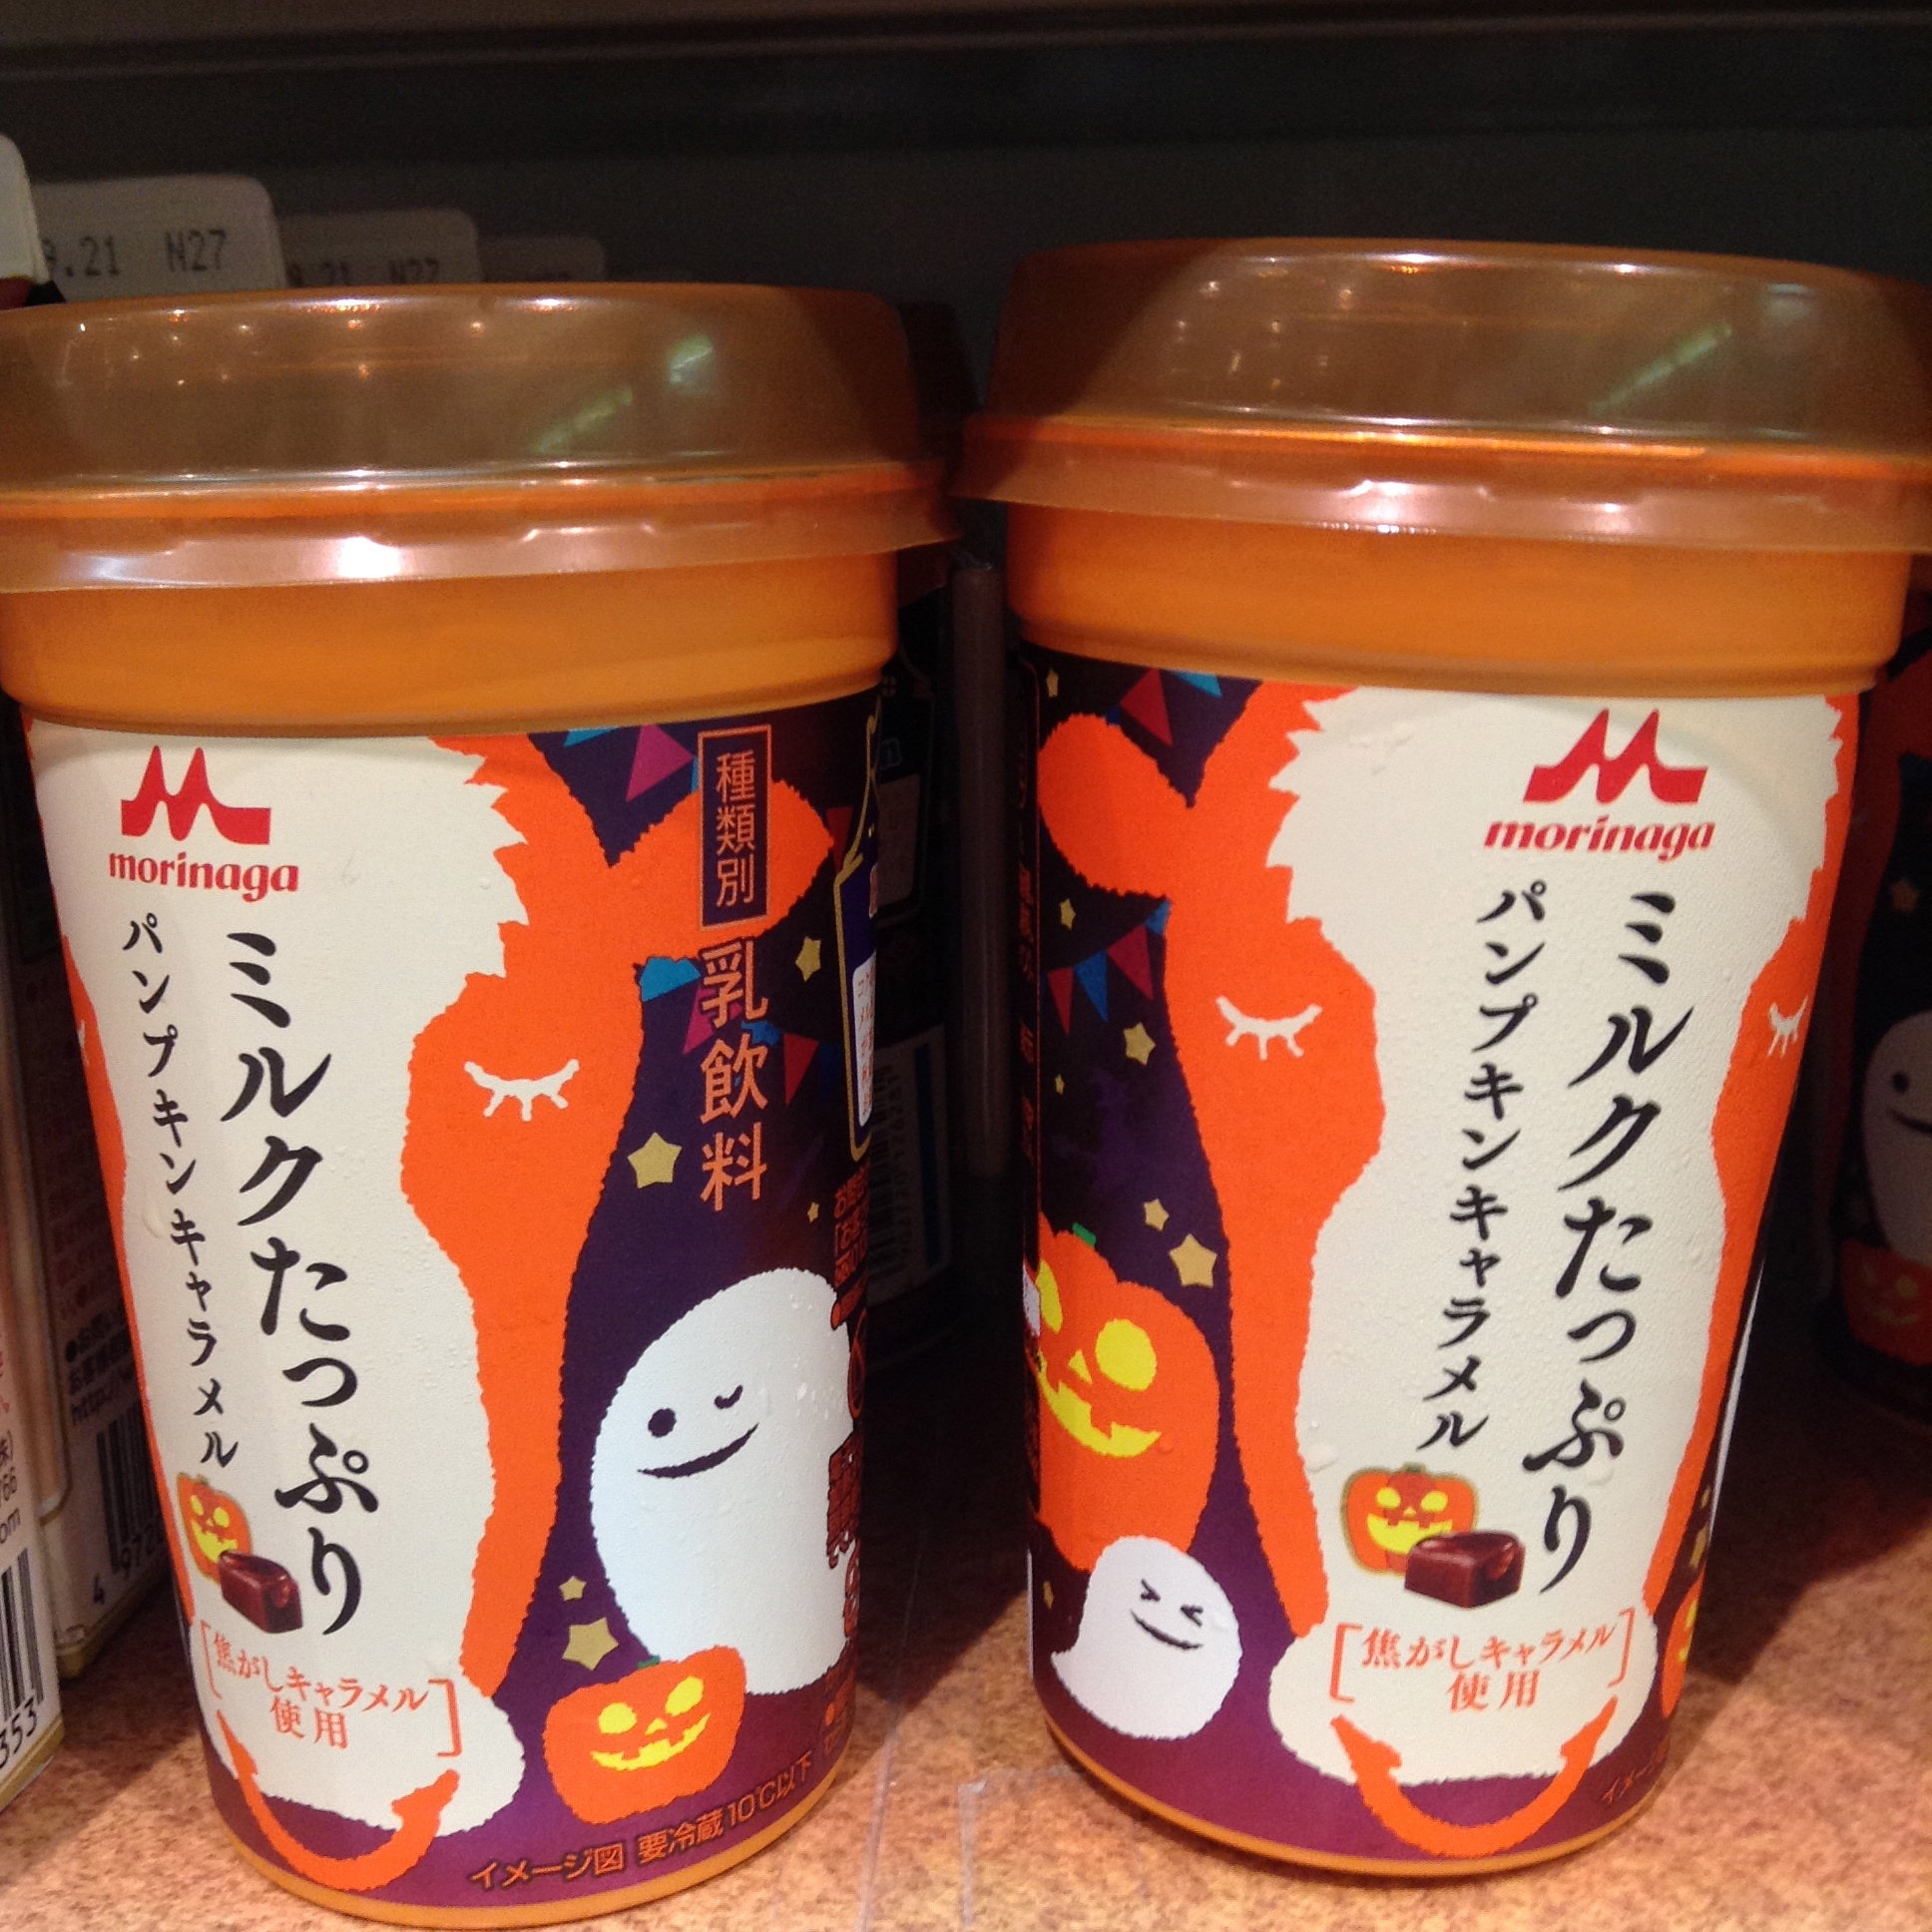 .21 N27
morinaga
ミルクたっぷり
パンプキンキャラメル
[焦がしキャラメル
使用]
種類別
乳飲料
イメージ図 要冷蔵10℃以下
morinaga
ミルクたっぷり
パンプキンキャラメル
[焦がしキャラメル
使用]
353